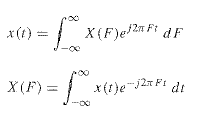 x(t) = ∫_{-∞}^{∞} X(F)e^{j2πFt} dF
X(F) = ∫_{-∞}^{∞} x(t)e^{-j2πFt} dt